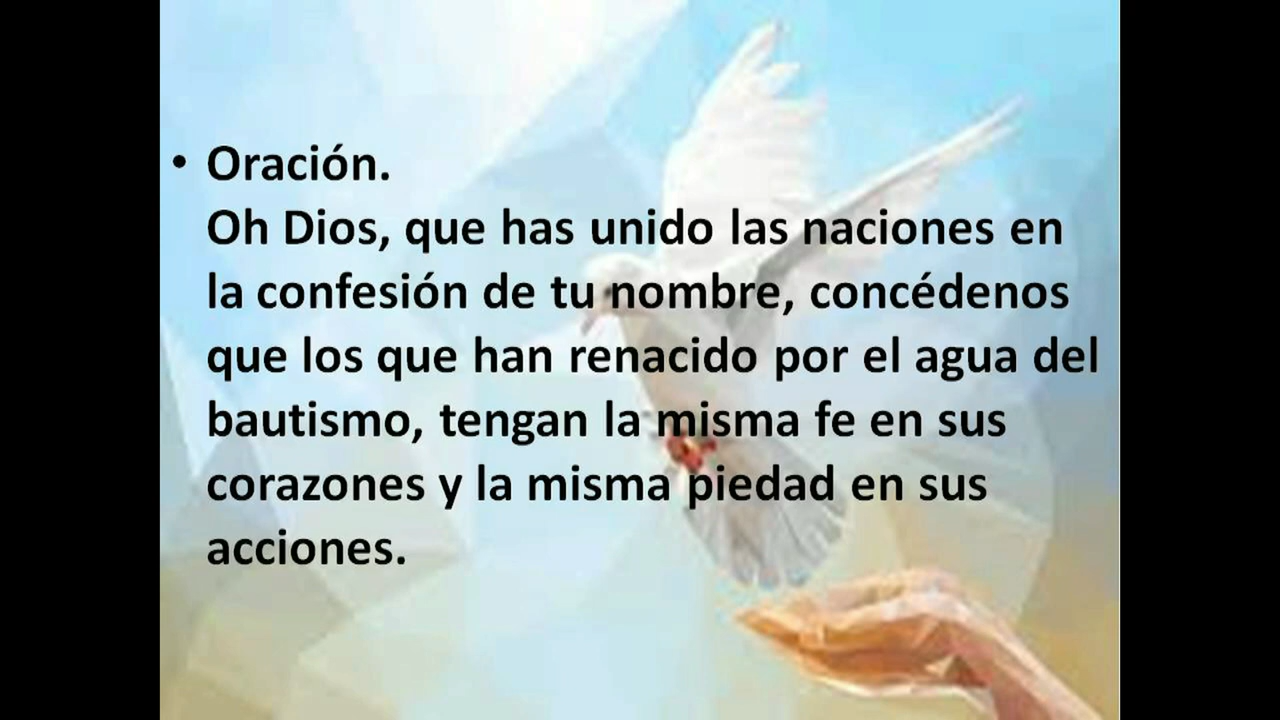 • Oración.
Oh Dios, que has unido las naciones en
la confesión de tu nombre, concédenos
que los que han renacido por el agua del
bautismo, tengan la misma fe en sus
corazones y la misma piedad en sus
acciones.